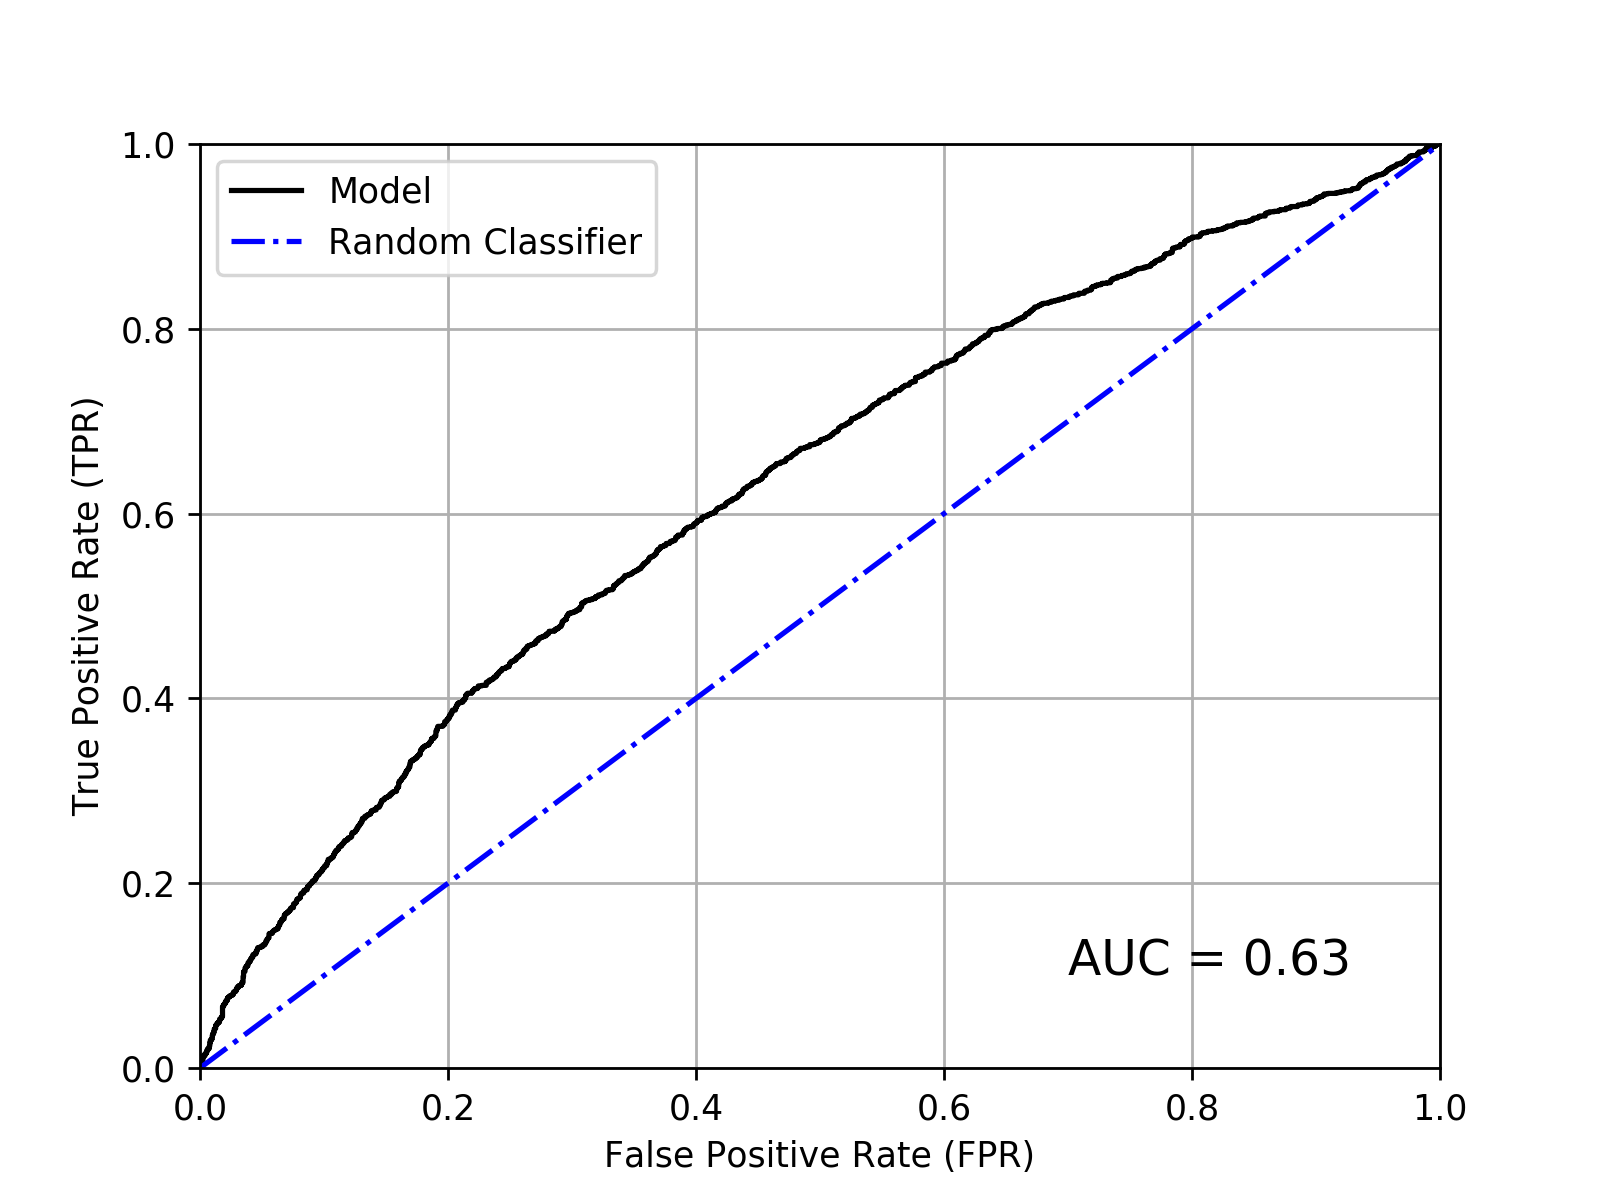 Model
Random Classifier
1.0
0.8
0.6
0.4
0.2
0.0
True Positive Rate (TPR)
AUC = 0.63
0.0 0.2 0.4 0.6 0.8 1.0
False Positive Rate (FPR)